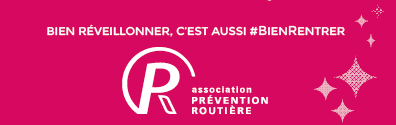 BIEN RÉVEILLONNER, C'EST AUSSI #BIENRENTRER
association
PRÉVENTION
ROUTIÈRE